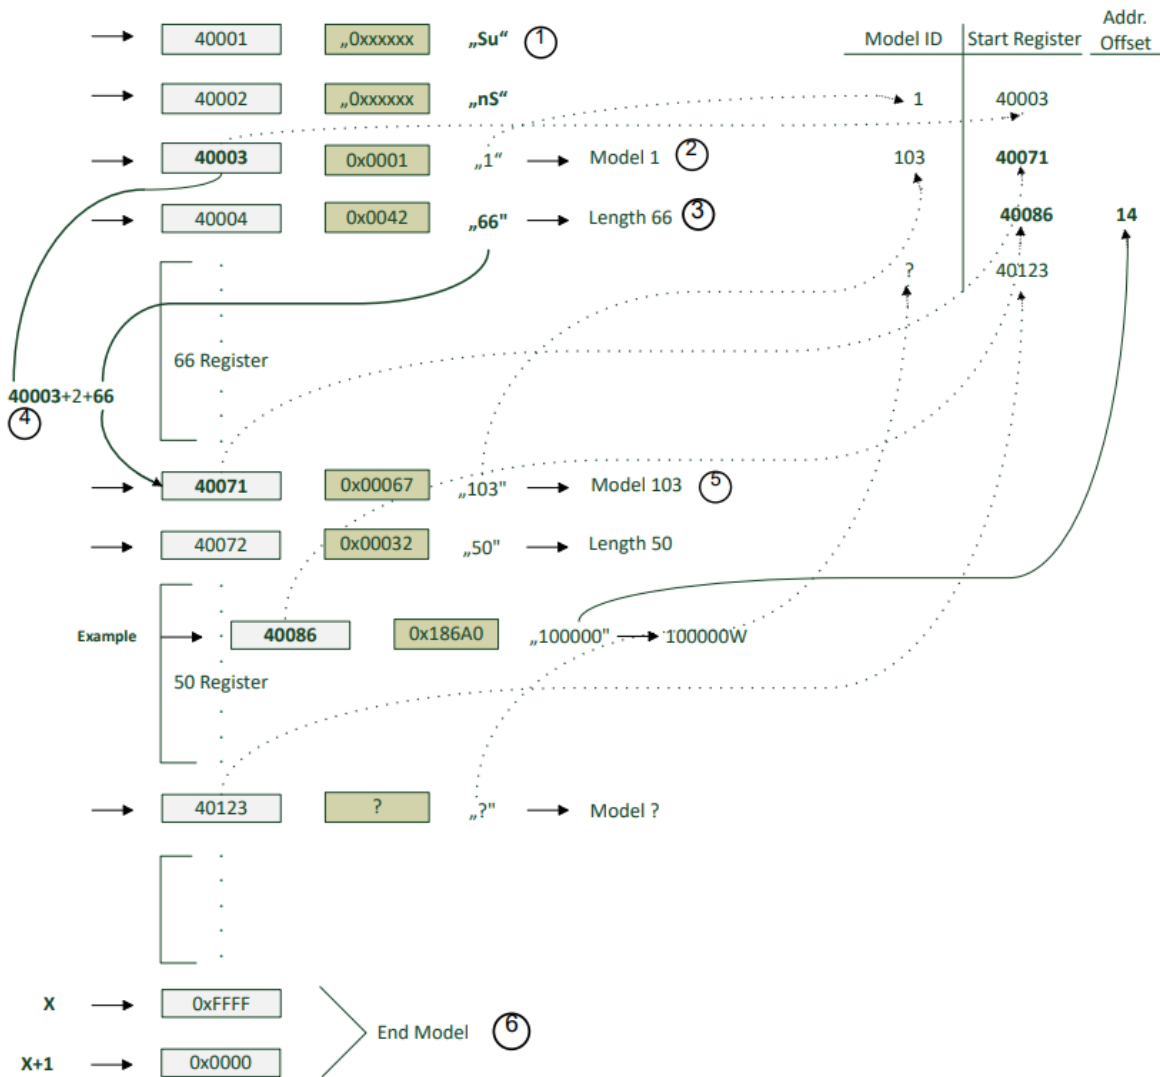 40001 „0xxxxxx „Su“ 1
Model ID Start Register Addr. Offset
40002 „0xxxxxx „nS“
1 40003
40003 0x0001 „1“ Model 1 2
103 40071
40004 0x0042 „66" Length 66 3
40086 14
? 40123
66 Register
40003+2+66
4
40071 0x00067 „103" Model 103 5
40072 0x00032 „50" Length 50
Example 40086 0x186A0 „100000" 100000W
50 Register
40123 ? „?" Model ?
X 0xFFFF
End Model 6
X+1 0x0000